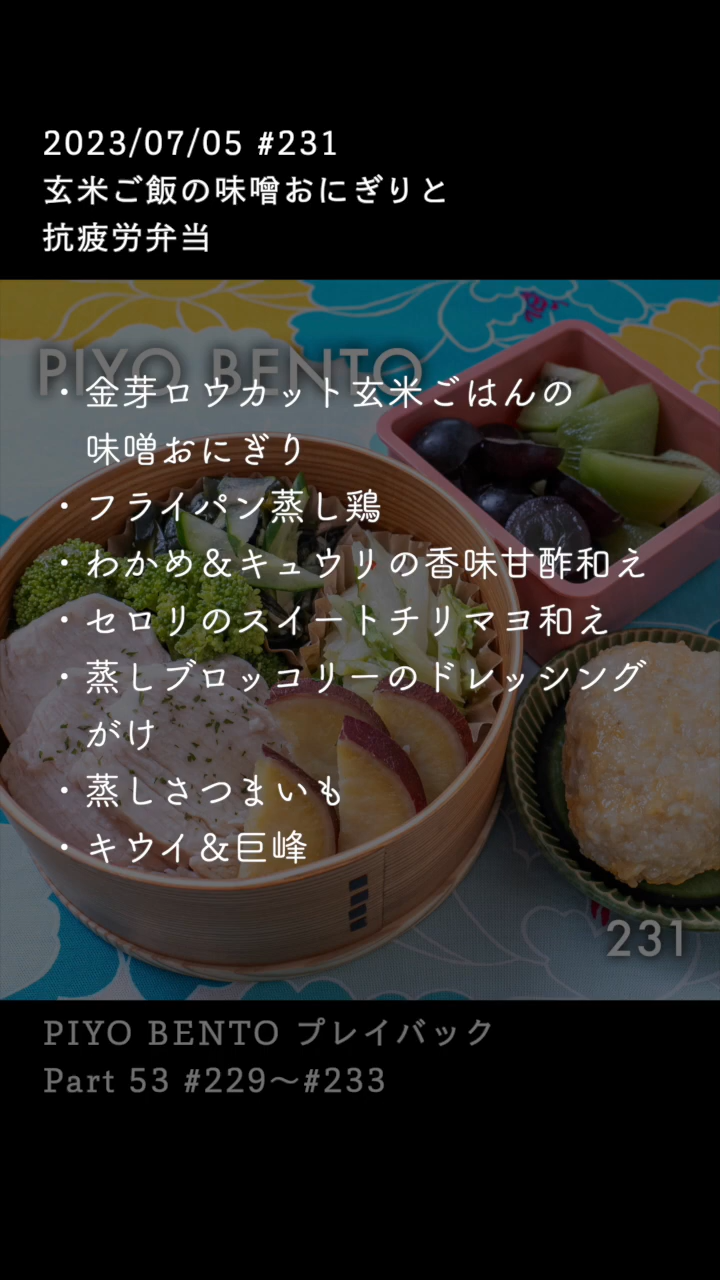 2023/07/05 #231
玄米ご飯の味噌おにぎりと
抗疲労弁当
PIYO BENTO
・金芽ロウカット玄米ごはんの
味噌おにぎり
・フライパン蒸し鶏
・わかめ＆キュウリの香味甘酢和え
・セロリのスイートチリマヨ和え
・蒸しブロッコリーのドレッシング
がけ
・蒸しさつまいも
・キウイ＆巨峰
231
PIYO BENTO プレイバック
Part 53 #229〜#233